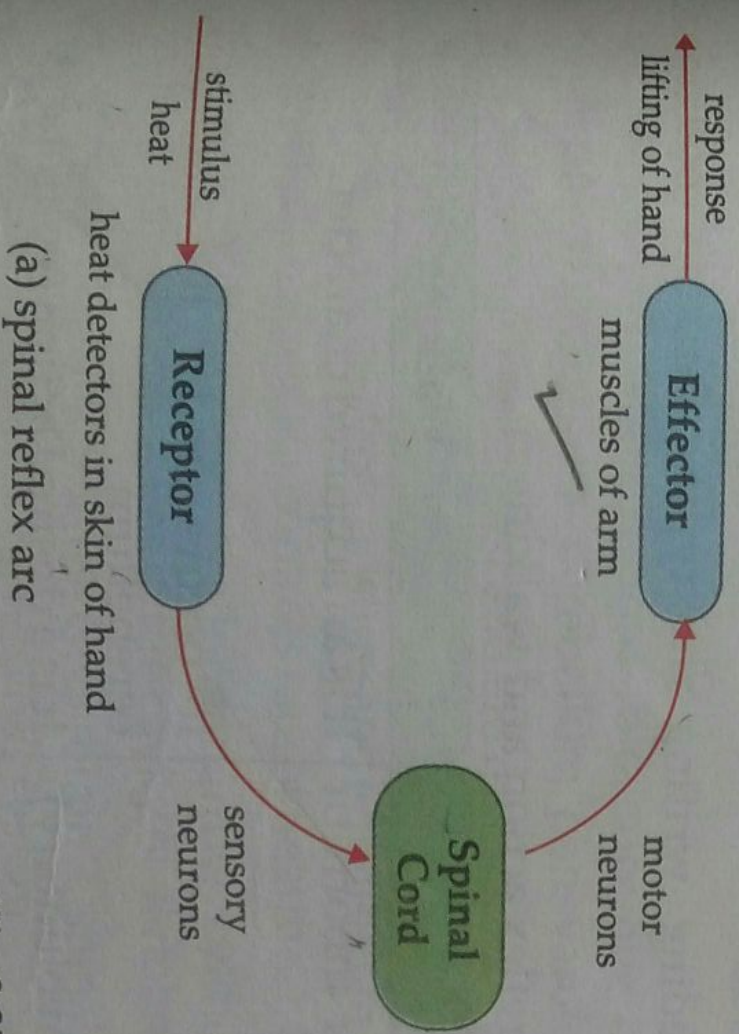 response
lifting of hand
Effector
muscles of arm
motor
neurons
Spinal
Cord
sensory
neurons
stimulus
heat
Receptor
heat detectors in skin of hand
(a) spinal reflex arc